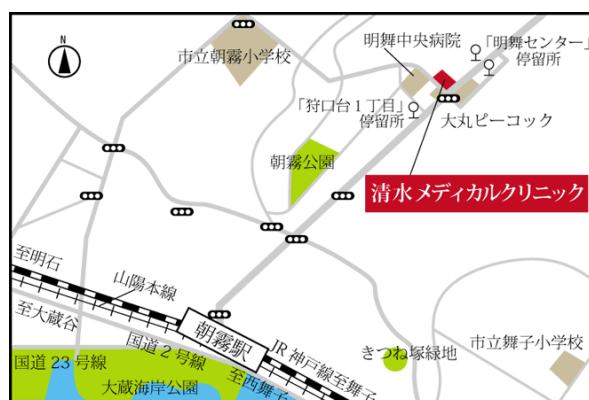 N
市立朝霧小学校
明舞中央病院
「明舞センター」
停留所
「狩口台1丁目」
停留所
大丸ピーコック
朝霧公園
清水メディカルクリニック
至明石
山陽本線
至大蔵谷
朝霧駅
JR神戸線至舞子
国道2号線
至西舞子
国道23号線
大蔵海岸公園
きつね塚緑地
市立舞子小学校